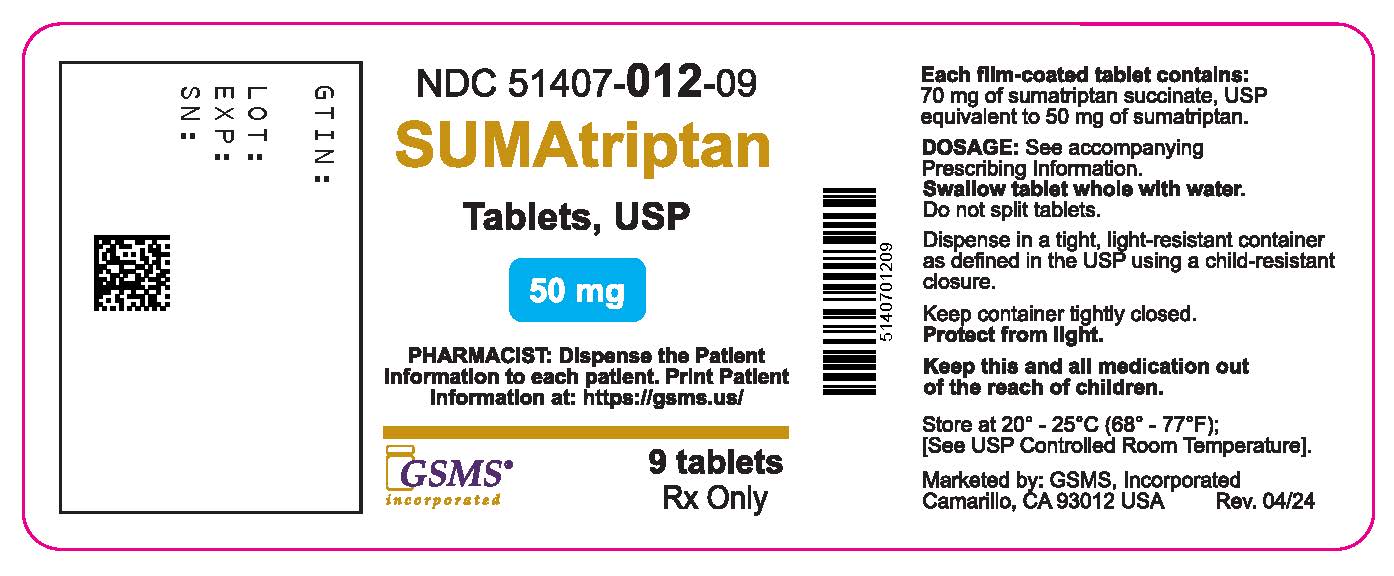 GTIN:
LOT:
EXP:
SN:
NDC 51407-012-09
SUMAtriptan
Tablets, USP
50 mg
PHARMACIST: Dispense the Patient
Information to each patient. Print Patient
Information at: https://gsms.us/
GSMS®
incorporated
9 tablets
Rx Only
5140701209
Each film-coated tablet contains:
70 mg of sumatriptan succinate, USP
equivalent to 50 mg of sumatriptan.
DOSAGE: See accompanying
Prescribing Information.
Swallow tablet whole with water.
Do not split tablets.
Dispense in a tight, light-resistant container
as defined in the USP using a child-resistant
closure.
Keep container tightly closed.
Protect from light.
Keep this and all medication out
of the reach of children.
Store at 20° - 25°C (68° - 77°F);
[See USP Controlled Room Temperature].
Marketed by: GSMS, Incorporated
Camarillo, CA 93012 USA Rev. 04/24